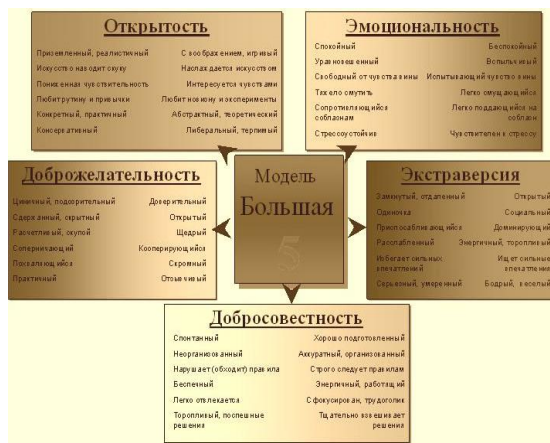 Открытость
Приземленный, реалистичный С воображением, игривый
Искусство наводит скуку Наслаждается искусством
Пониженная чувствительность Интересуется чувствами
Любит рутину и привычки Любит новизну и эксперименты
Конкретный, практичный Абстрактный, теоретический
Консервативный Либеральный, терпимый
Эмоциональность
Спокойный Беспокойный
Уравновешенный Вспыльчивый
Свободный от чувства вины Испытывающий чувство вины
Тяжело смутить Легко смущающийся
Сопротивляющийся соблазнам Легко поддающийся на соблазн
Стрессоустойчив Чувствителен к стрессу
Доброжелательность
Циничный, подозрительный Доверительный
Сдержанный, скрытный Открытый
Расчетливый, скупой Щедрый
Соперничающий Кооперирующийся
Похваляющийся Скромный
Практичный Отзывчивый
Модель
Большая
5
Экстраверсия
Замкнутый, отдаленный Открытый
Одиночка Социальный
Приспосабливающийся Доминирующий
Расслабленный Энергичный, торопливый
Избегает сильных впечатлений Ищет сильные впечатления
Серьезный, умеренный Бодрый, веселый
Добросовестность
Спонтанный Хорошо подготовленный
Неорганизованный Аккуратный, организованный
Нарушает (обходит) правила Строго следует правилам
Беспечный Энергичный, работящий
Легко отвлекается Сфокусирован, трудоголик
Торопливый, поспешные решения Тщательно взвешивает решения